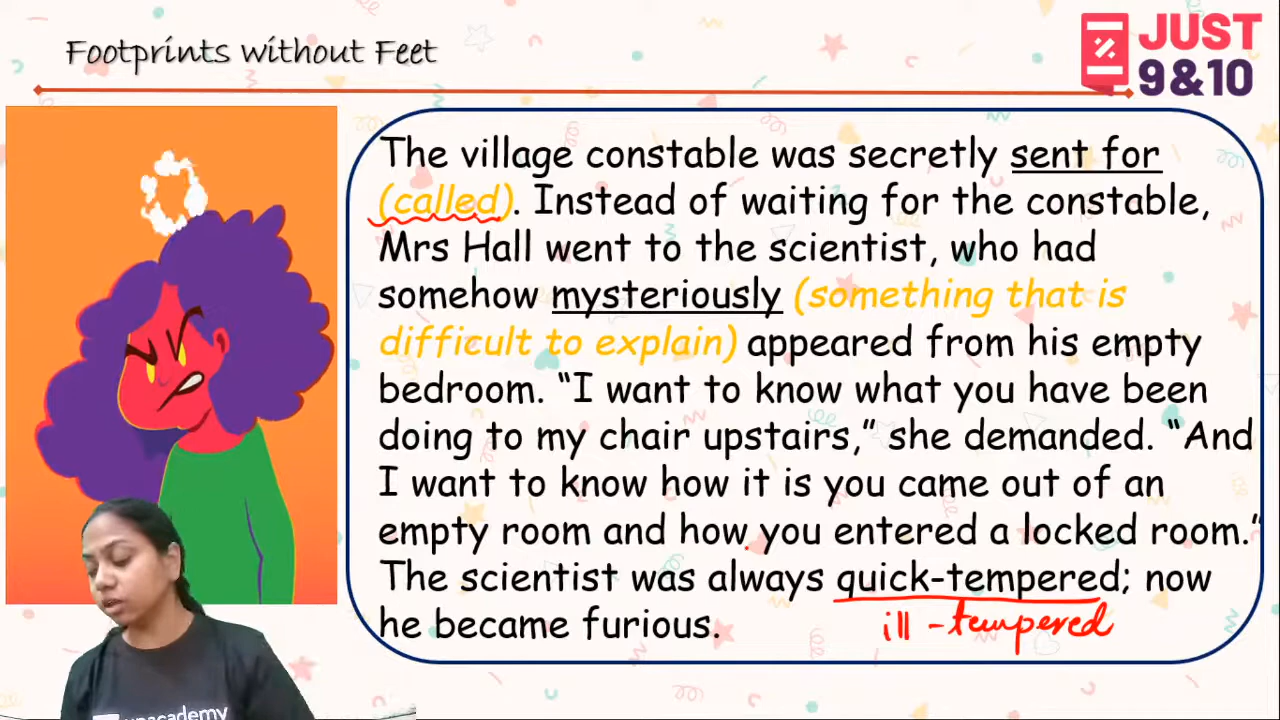 Footprints without Feet
JUST
9&10
The village constable was secretly sent for
(called). Instead of waiting for the constable,
Mrs Hall went to the scientist, who had
somehow mysteriously (something that is
difficult to explain) appeared from his empty
bedroom. “I want to know what you have been
doing to my chair upstairs,” she demanded. “And
I want to know how it is you came out of an
empty room and how you entered a locked room.”
The scientist was always quick-tempered; now
he became furious.
ill-tempered